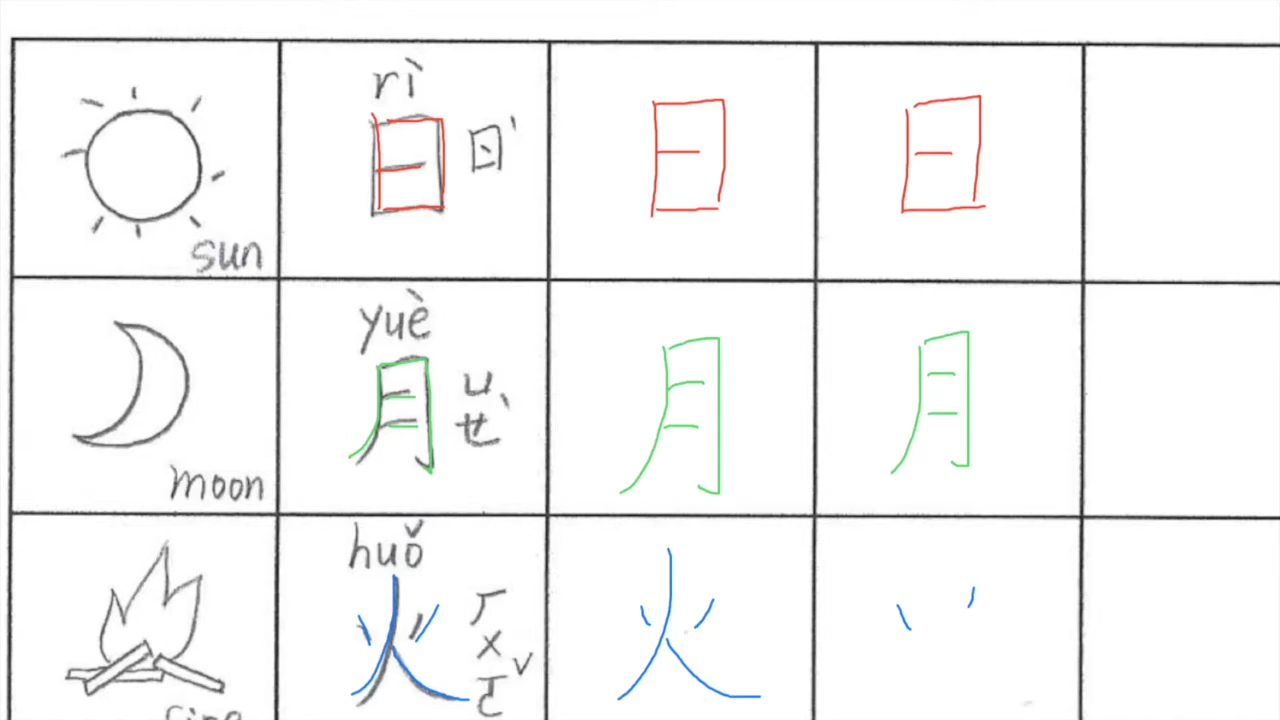 rì
日 ㄖˋ 日 日
sun
yuè
月 ㄩㄝˋ 月 月
moon
huǒ
火 ㄏㄨㄛˇ 火